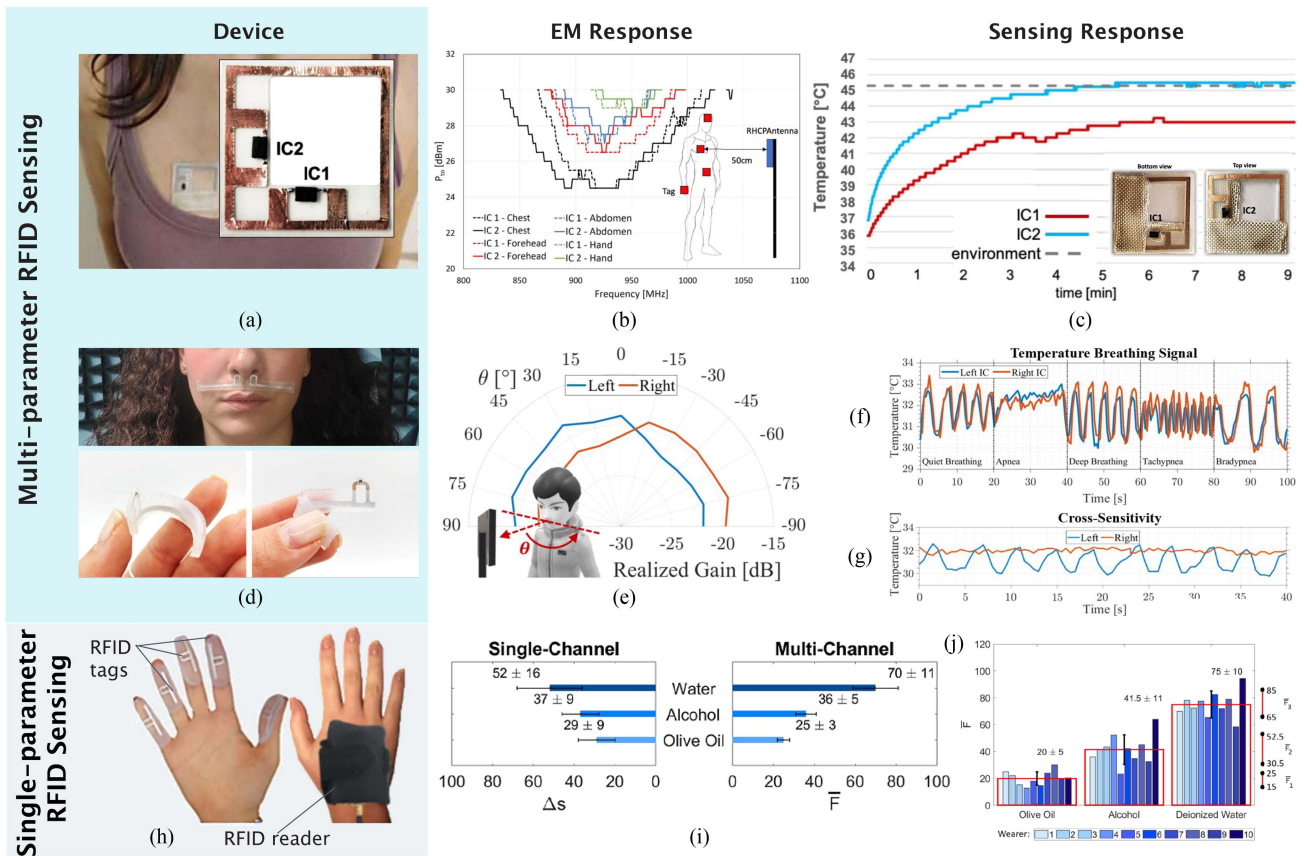 Device
EM Response
Sensing Response
Multi-parameter RFID Sensing
IC2
IC1
(a)
32
30
28
26
24
22
20
P_to [dBm]
800
850
900
950
1000
1050
1100
Frequency [MHz]
IC 1 - Chest
IC 2 - Chest
IC 1 - Forehead
IC 2 - Forehead
IC 1 - Abdomen
IC 2 - Abdomen
IC 1 - Hand
IC 2 - Hand
RHCPAntenna
50cm
Tag
(b)
46
45
44
43
42
41
40
39
38
37
36
35
34
Temperature [°C]
0 1 2 3 4 5 6 7 8 9
time [min]
IC1
IC2
environment
Bottom view
Top view
IC1
IC2
(c)
(d)
θ [°]
90
75
60
45
30
15
0
-15
-30
-45
-60
-75
-90
Left
Right
θ
-30 -25 -20 -15
Realized Gain [dB]
(e)
Temperature Breathing Signal
Left IC
Right IC
34
33
32
31
30
29
Temperature [°C]
Quiet Breathing
Apnea
Deep Breathing
Tachypnea
Bradypnea
0 10 20 30 40 50 60 70 80 90 100
Time [s]
(f)
Cross-Sensitivity
Left
Right
34
32
30
Temperature [°C]
0 5 10 15 20 25 30 35 40
Time [s]
(g)
Single-parameter
RFID Sensing
RFID
tags
RFID reader
(h)
Single-Channel
Multi-Channel
52 ± 16
37 ± 9
29 ± 9
Water
Alcohol
Olive Oil
70 ± 11
36 ± 5
25 ± 3
100 80 60 40 20 0
Δs
0 20 40 60 80 100
F̅
(i)
(j)
120
100
80
60
40
20
0
F̅
20 ± 5
41.5 ± 11
75 ± 10
Olive Oil
Alcohol
Deionized Water
85
F̅₃
65
52.5
F̅₂
30.5
25
F̅₁
15
Wearer: 1 2 3 4 5 6 7 8 9 10